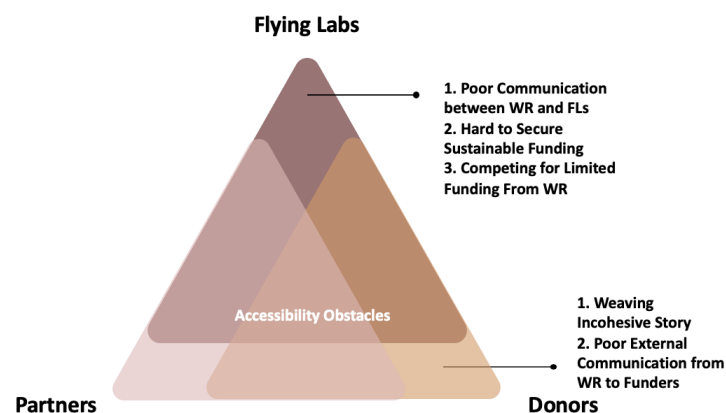 Flying Labs
1. Poor Communication
between WR and FLs
2. Hard to Secure
Sustainable Funding
3. Competing for Limited
Funding From WR
Accessibility Obstacles
1. Weaving
Incohesive Story
2. Poor External
Communication from
WR to Funders
Partners
Donors